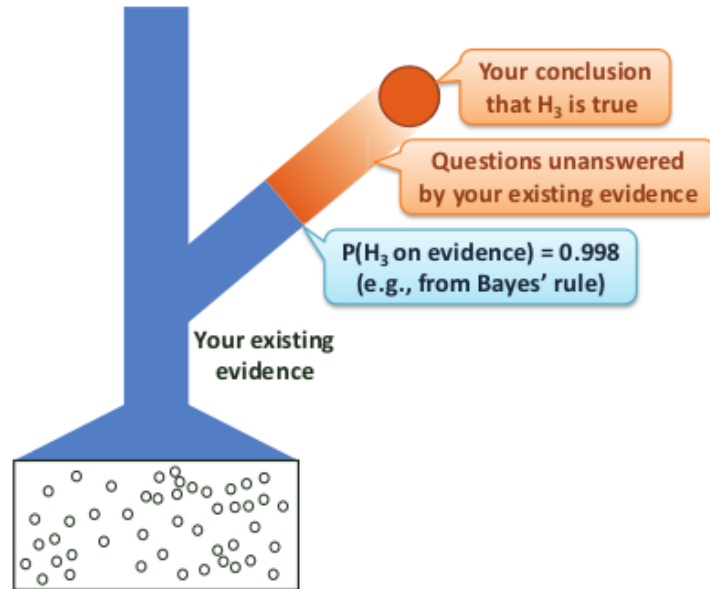 Your conclusion
that H₃ is true
Questions unanswered
by your existing evidence
P(H₃ on evidence) = 0.998
(e.g., from Bayes’ rule)
Your existing
evidence